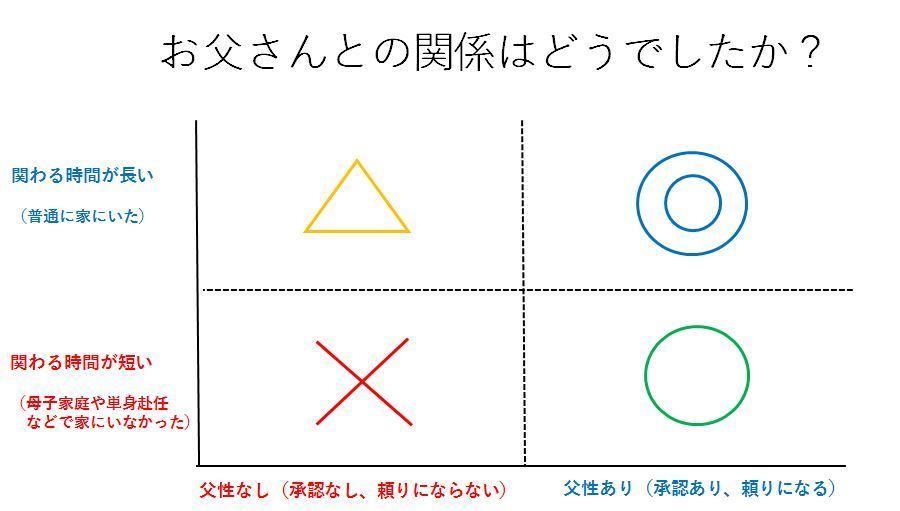 お父さんとの関係はどうでしたか？
関わる時間が長い
（普通に家にいた）
関わる時間が短い
（母子家庭や単身赴任
などで家にいなかった）
父性なし（承認なし、頼りにならない）
父性あり（承認あり、頼りになる）